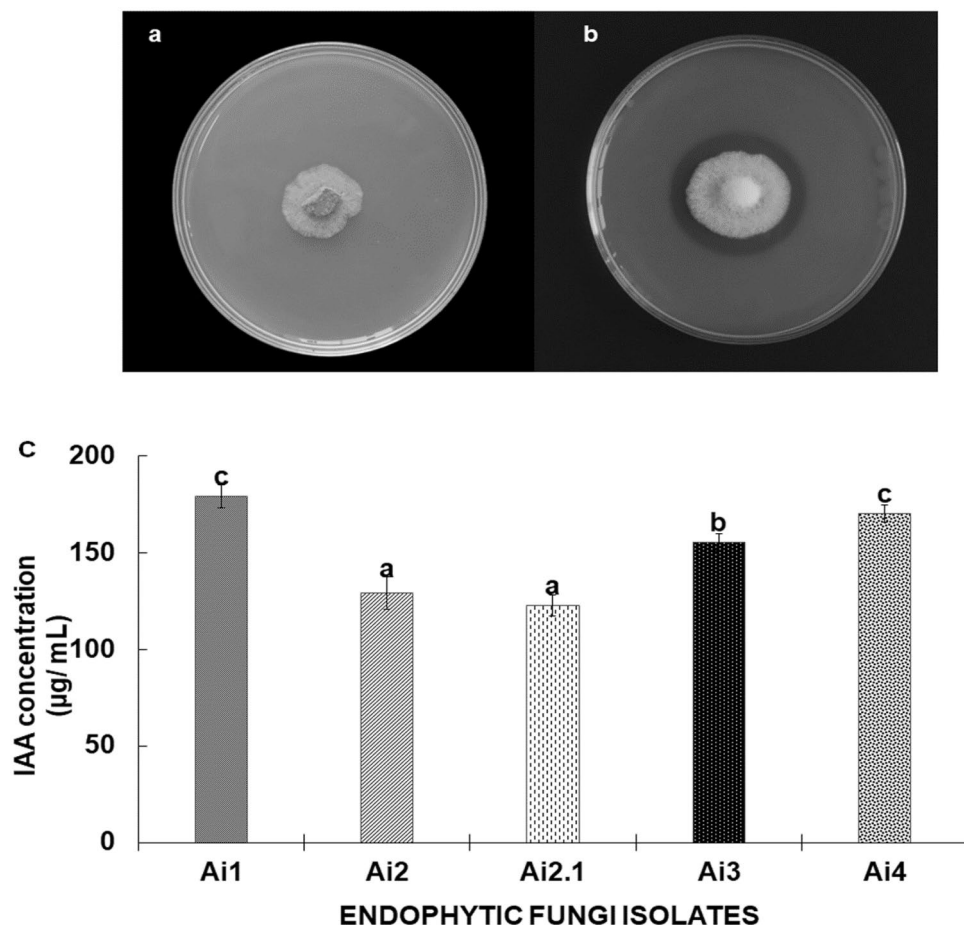 a
b
C
200
150
100
50
0
IAA concentration
(µg/ mL)
c
a
a
b
c
Ai1 Ai2 Ai2.1 Ai3 Ai4
ENDOPHYTIC FUNGI ISOLATES